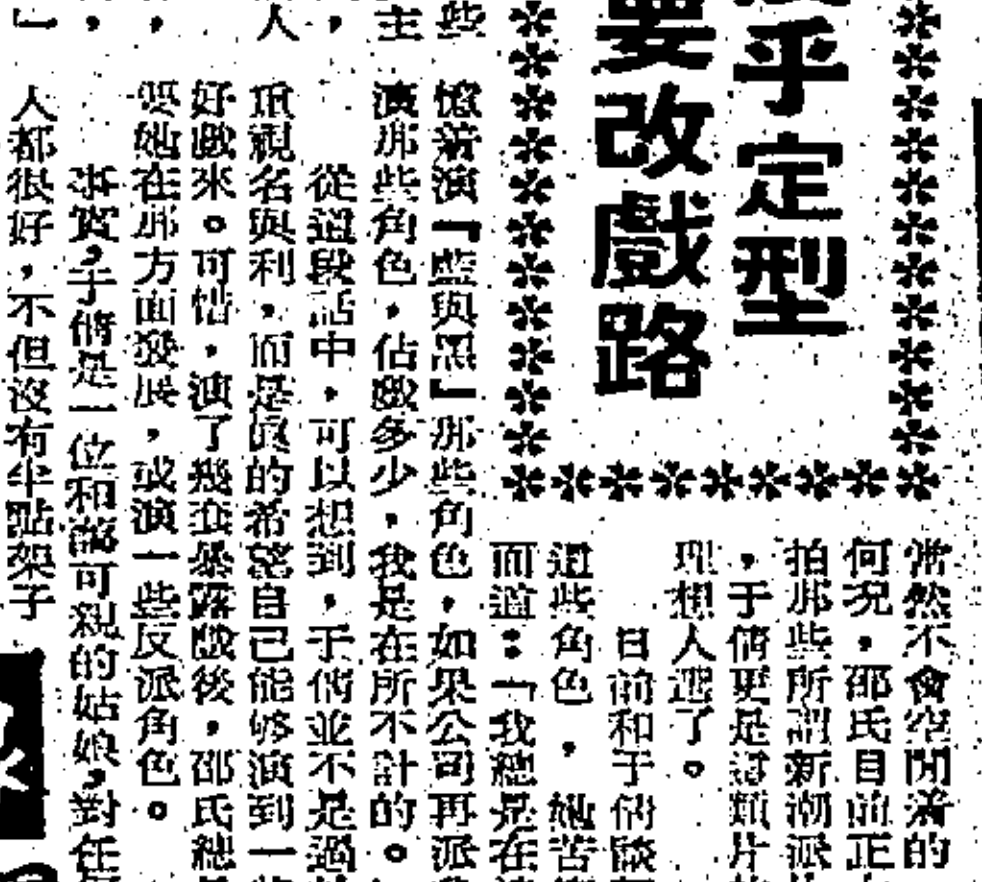 乎定型
要改戲路
當然不會空閒着的
何況，邵氏目前正
拍那些所謂新潮派
，于倩更是這類片
理想人選了。
日前和于倩談
這些角色，她苦
而道：「我總是在
些
憶着演『藍與黑』那些角色，如果公司再派
主
演那些角色，佔戲多少，我是在所不計的。
，
從這段話中，可以想到，于倩並不是過
人
重視名與利，而是真的希望自己能够演到一
好戲來。可惜，演了幾套暴露戲後，邵氏總
，
要她在那方面發展，或演一些反派角色。
，
事實，于倩是一位和藹可親的姑娘，對任
」
人都很好，不但沒有半點架子